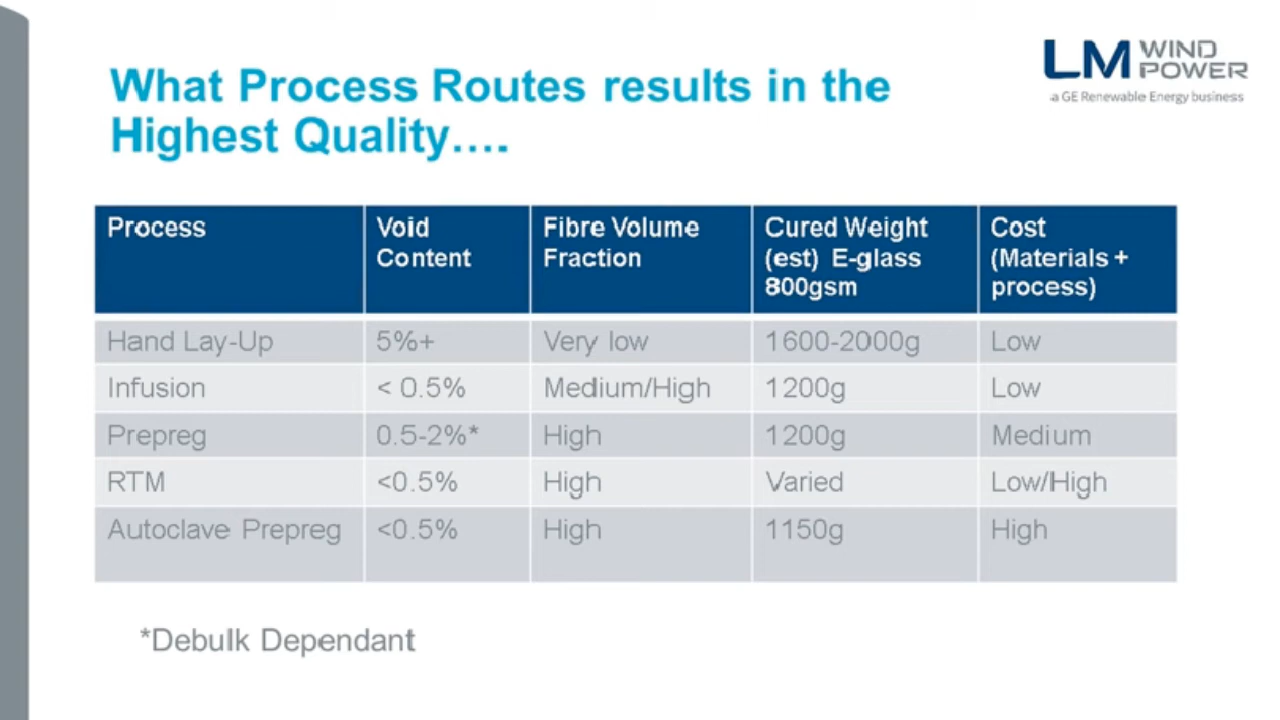 What Process Routes results in the
Highest Quality....
LM WIND POWER
a GE Renewable Energy business
Process | Void Content | Fibre Volume Fraction | Cured Weight (est) E-glass 800gsm | Cost (Materials + process)
Hand Lay-Up | 5%+ | Very low | 1600-2000g | Low
Infusion | < 0.5% | Medium/High | 1200g | Low
Prepreg | 0.5-2%* | High | 1200g | Medium
RTM | <0.5% | High | Varied | Low/High
Autoclave Prepreg | <0.5% | High | 1150g | High
*Debulk Dependant